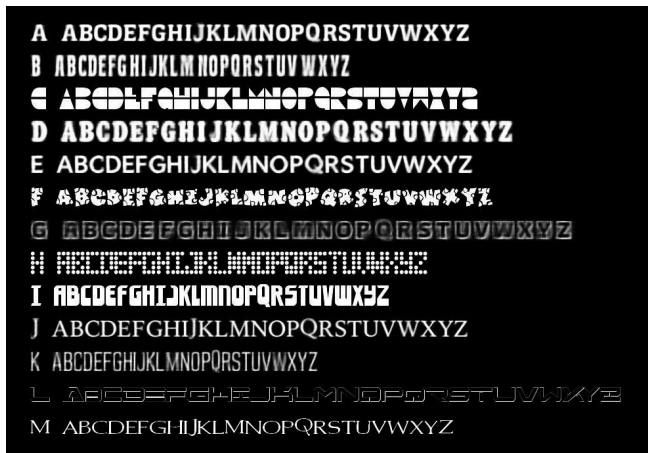 A ABCDEFGHIJKLMNOPQRSTUVWXYZ
B ABCDEFGHIJKLMNOPQRSTUVWXYZ
C ABCDEFGHIJKLMNOPQRSTUVWXYZ
D ABCDEFGHIJKLMNOPQRSTUVWXYZ
E ABCDEFGHIJKLMNOPQRSTUVWXYZ
F ABCDEFGHIJKLMNOPQRSTUVWXYZ
G ABCDEFGHIJKLMNOPQRSTUVWXYZ
H ABCDEFGHIJKLMNOPQRSTUVWXYZ
I ABCDEFGHIJKLMNOPQRSTUVWXYZ
J ABCDEFGHIJKLMNOPQRSTUVWXYZ
K ABCDEFGHIJKLMNOPQRSTUVWXYZ
L ABCDEFGHIJKLMNOPQRSTUVWXYZ
M ABCDEFGHIJKLMNOPQRSTUVWXYZ